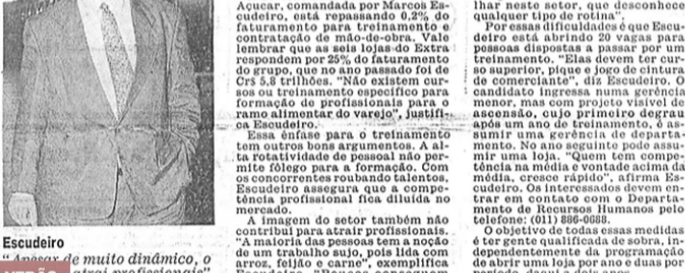 Escudeiro
"Apesar de muito dinâmico, o
Açucar, comandada por Marcos Es-
cudeiro, está repassando 0,2% do
faturamento para treinamento e
contratação de mão-de-obra. Vale
lembrar que as seis lojas do Extra
respondem por 25% do faturamento
do grupo, que no ano passado foi de
Cr$ 5,8 trilhões. "Não existem cur-
sos ou treinamento específico para
formação de profissionais para o
ramo alimentar do varejo", justifi-
ca Escudeiro.
Essa ênfase para o treinamento
tem outros bons argumentos. A al-
ta rotatividade de pessoal não per-
mite fôlego para a formação. Com
os concorrentes roubando talentos,
Escudeiro assegura que a compe-
tência profissional fica diluída no
mercado.
A imagem do setor também não
contribui para atrair profissionais.
"A maioria das pessoas tem a noção
de um trabalho sujo, pois lida com
arroz, feijão e carne", exemplifica
lhar neste setor, que desconhece
qualquer tipo de rotina".
Por essas dificuldades é que Escu-
deiro está abrindo 20 vagas para
pessoas dispostas a passar por um
treinamento. "Elas devem ter cur-
so superior, pique e jogo de cintura
de comerciante", diz Escudeiro. O
candidato ingressa numa gerência
menor, mas com projeto visível de
ascensão, cujo primeiro degrau
após um ano de treinamento, é as-
sumir uma gerência de departa-
mento. No ano seguinte pode assu-
mir uma loja. "Quem tem compe-
tência na média e vontade acima da
média, cresce rápido", afirma Es-
cudeiro. Os interessados devem en-
trar em contato com o Departa-
mento de Recursos Humanos pelo
telefone: (011) 886-0688.
O objetivo de todas essas medidas
é ter gente qualificada de sobra, in-
dependentemente da programação
de abrir uma loja por ano e duas por